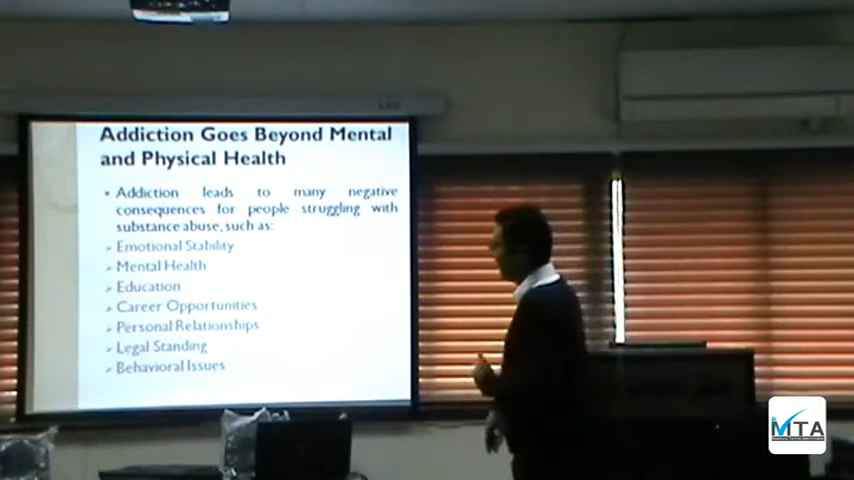 Addiction Goes Beyond Mental
and Physical Health
Addiction leads to many negative
consequences for people struggling with
substance abuse, such as:
Emotional Stability
Mental Health
Education
Career Opportunities
Personal Relationships
Legal Standing
Behavioral Issues
MTA